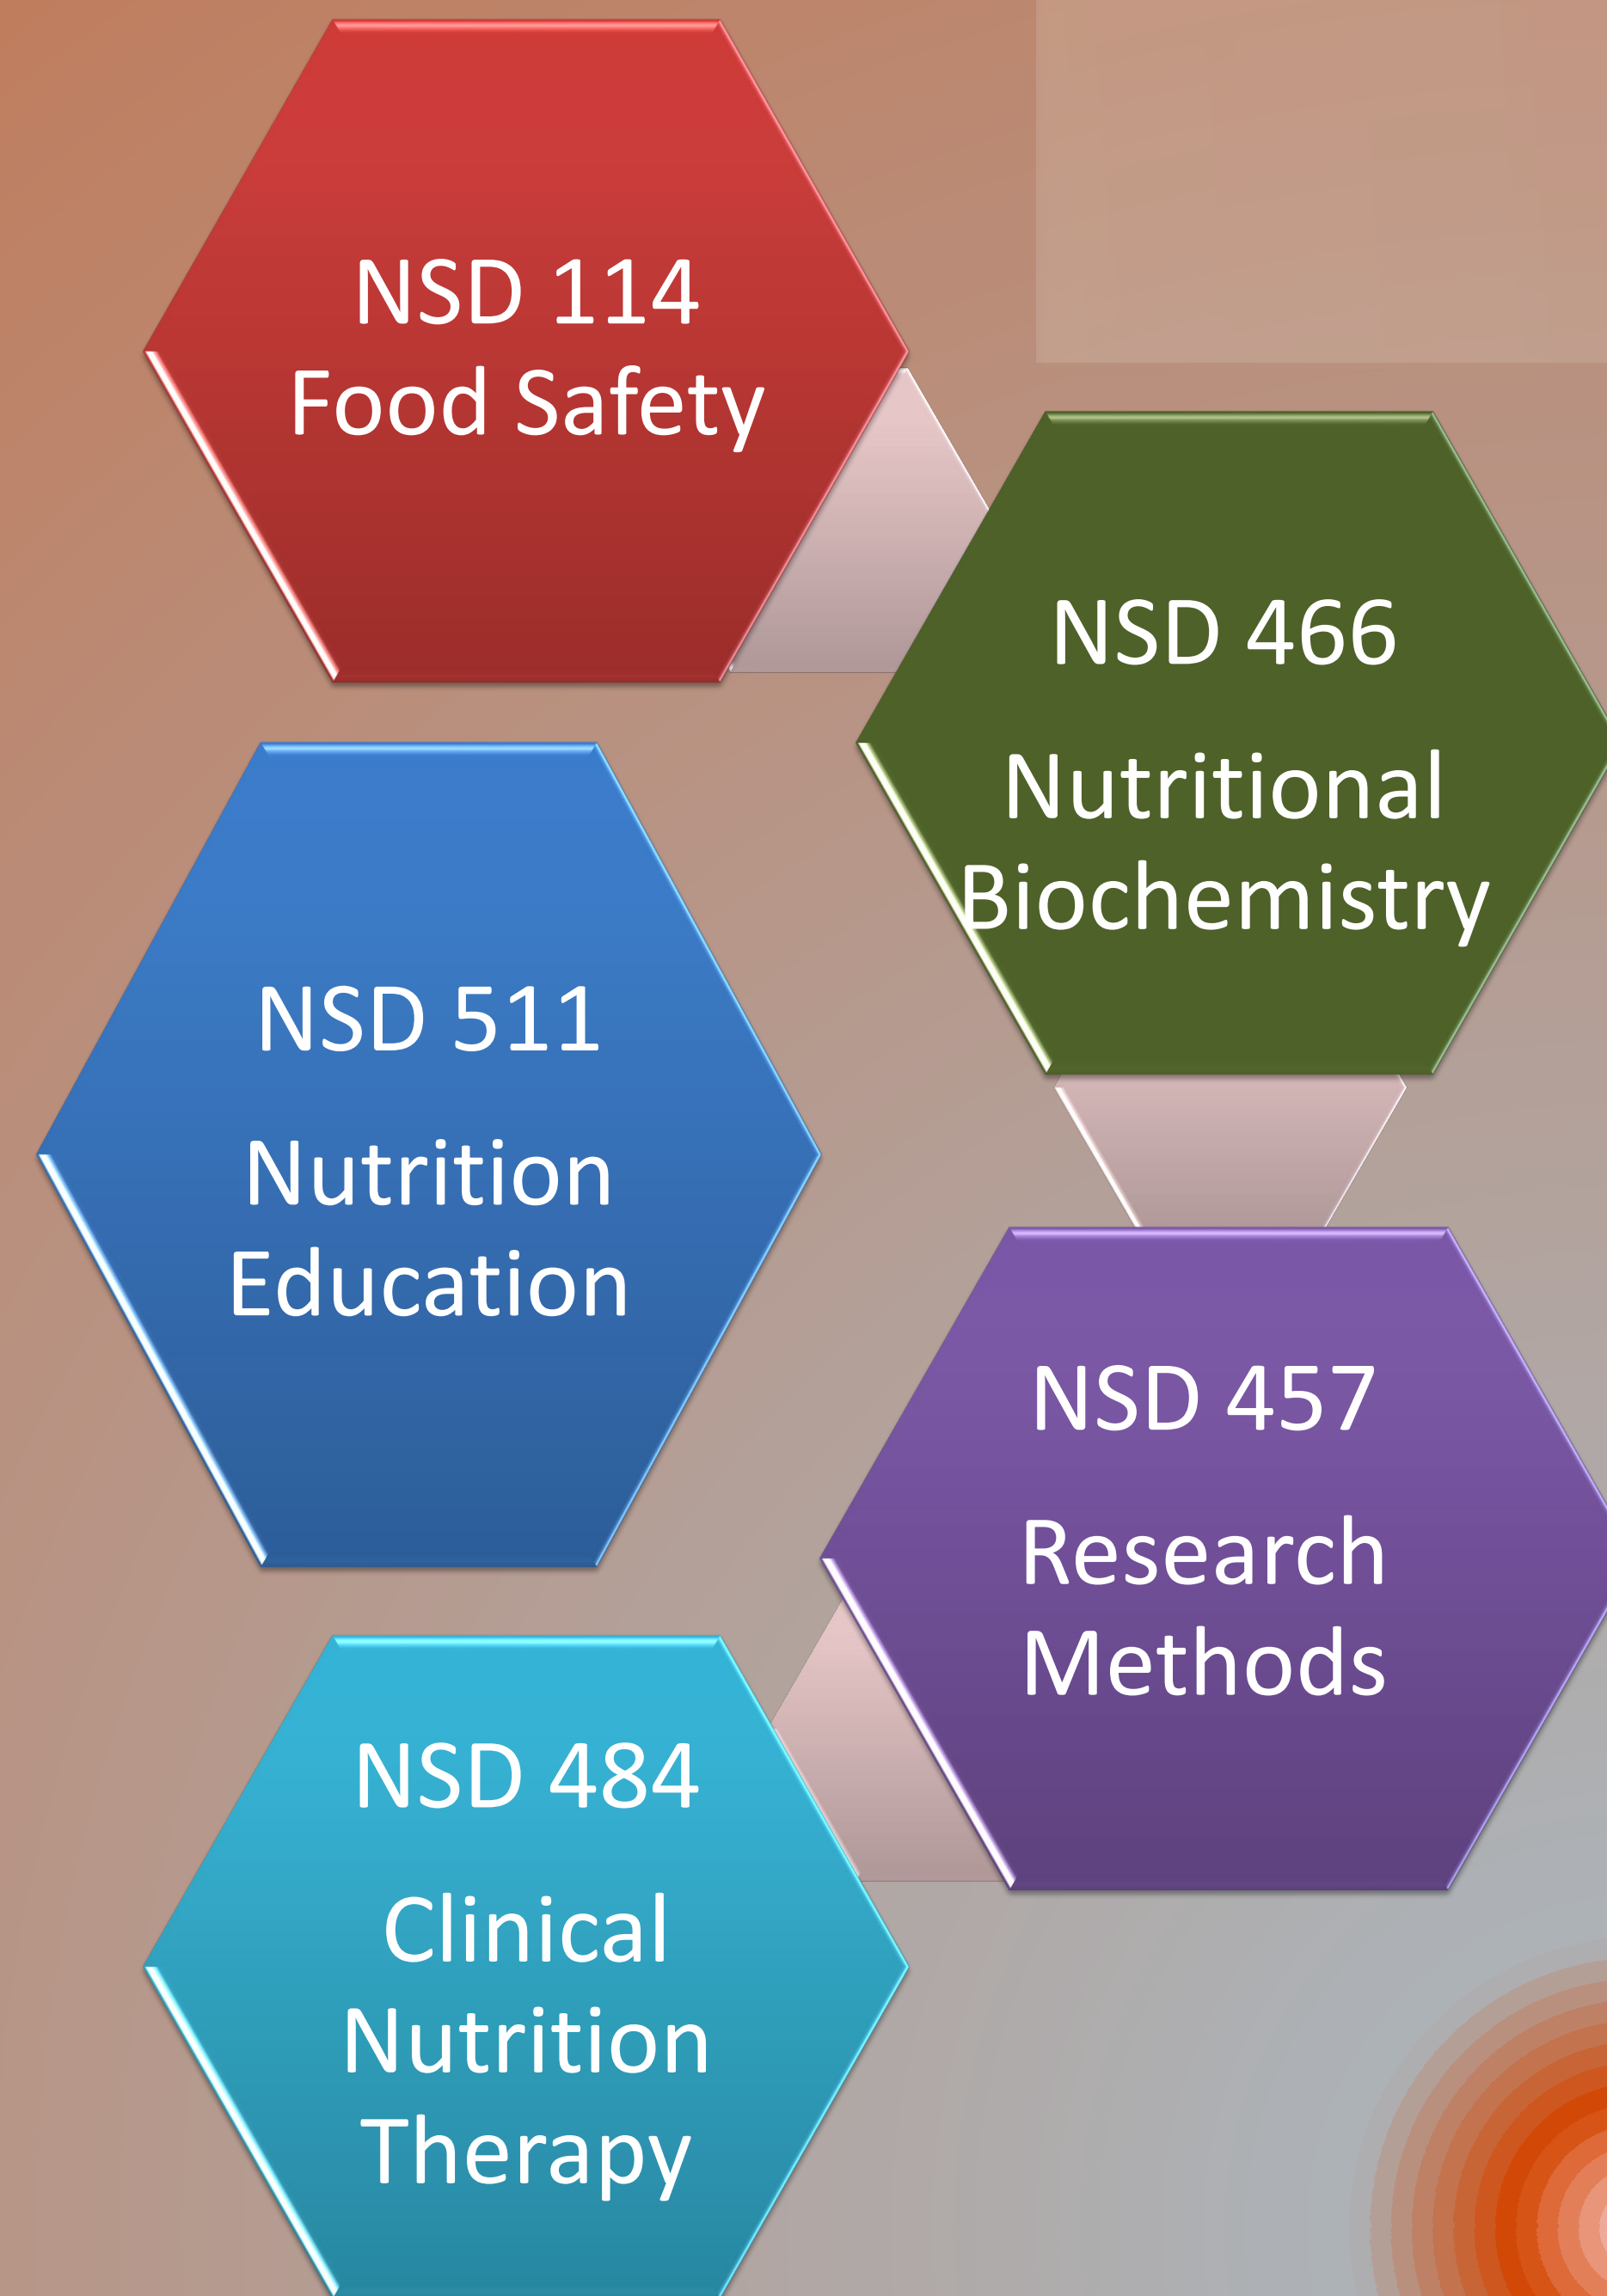 NSD 114
Food Safety
NSD 466
Nutritional
Biochemistry
NSD 511
Nutrition
Education
NSD 457
Research
Methods
NSD 484
Clinical
Nutrition
Therapy